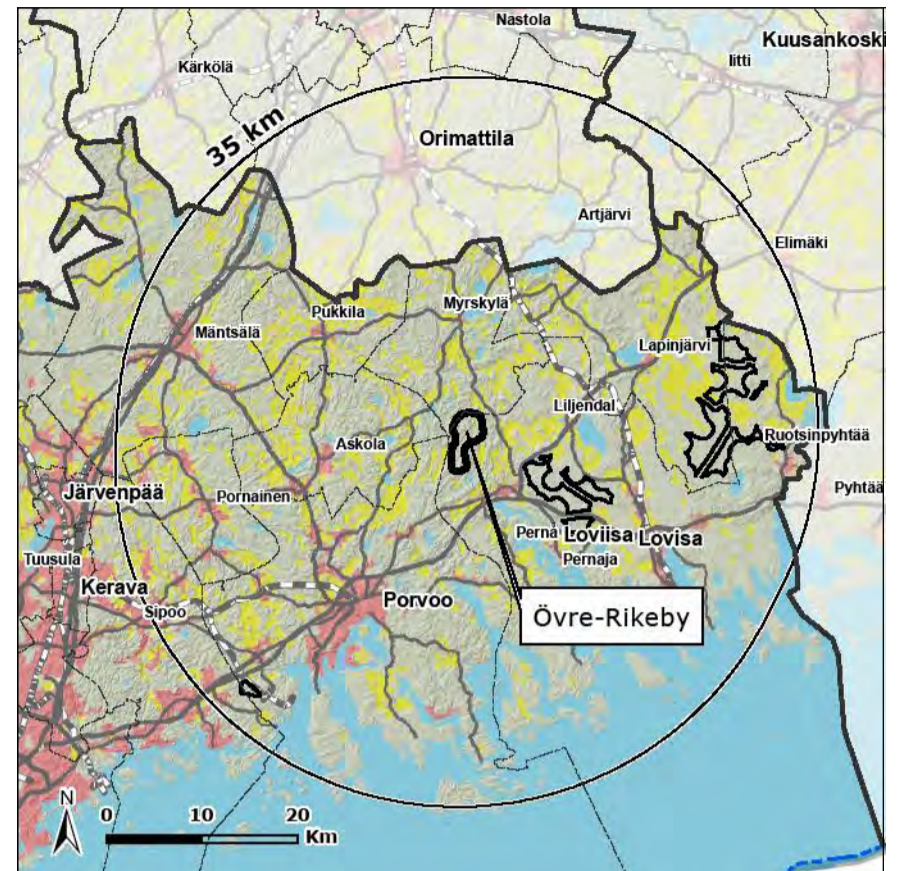 Nastola
Kuusankoski
Iitti
Kärkölä
35 km
Orimattila
Artjärvi
Elimäki
Myrskylä
Pukkila
Mäntsälä
Lapinjärvi
Liljendal
Askola
Ruotsinpyhtää
Järvenpää
Pornainen
Pyhtää
Pernå
Loviisa
Lovisa
Tuusula
Pernaja
Kerava
Sipoo
Porvoo
Övre-Rikeby
N
0 10 20
Km